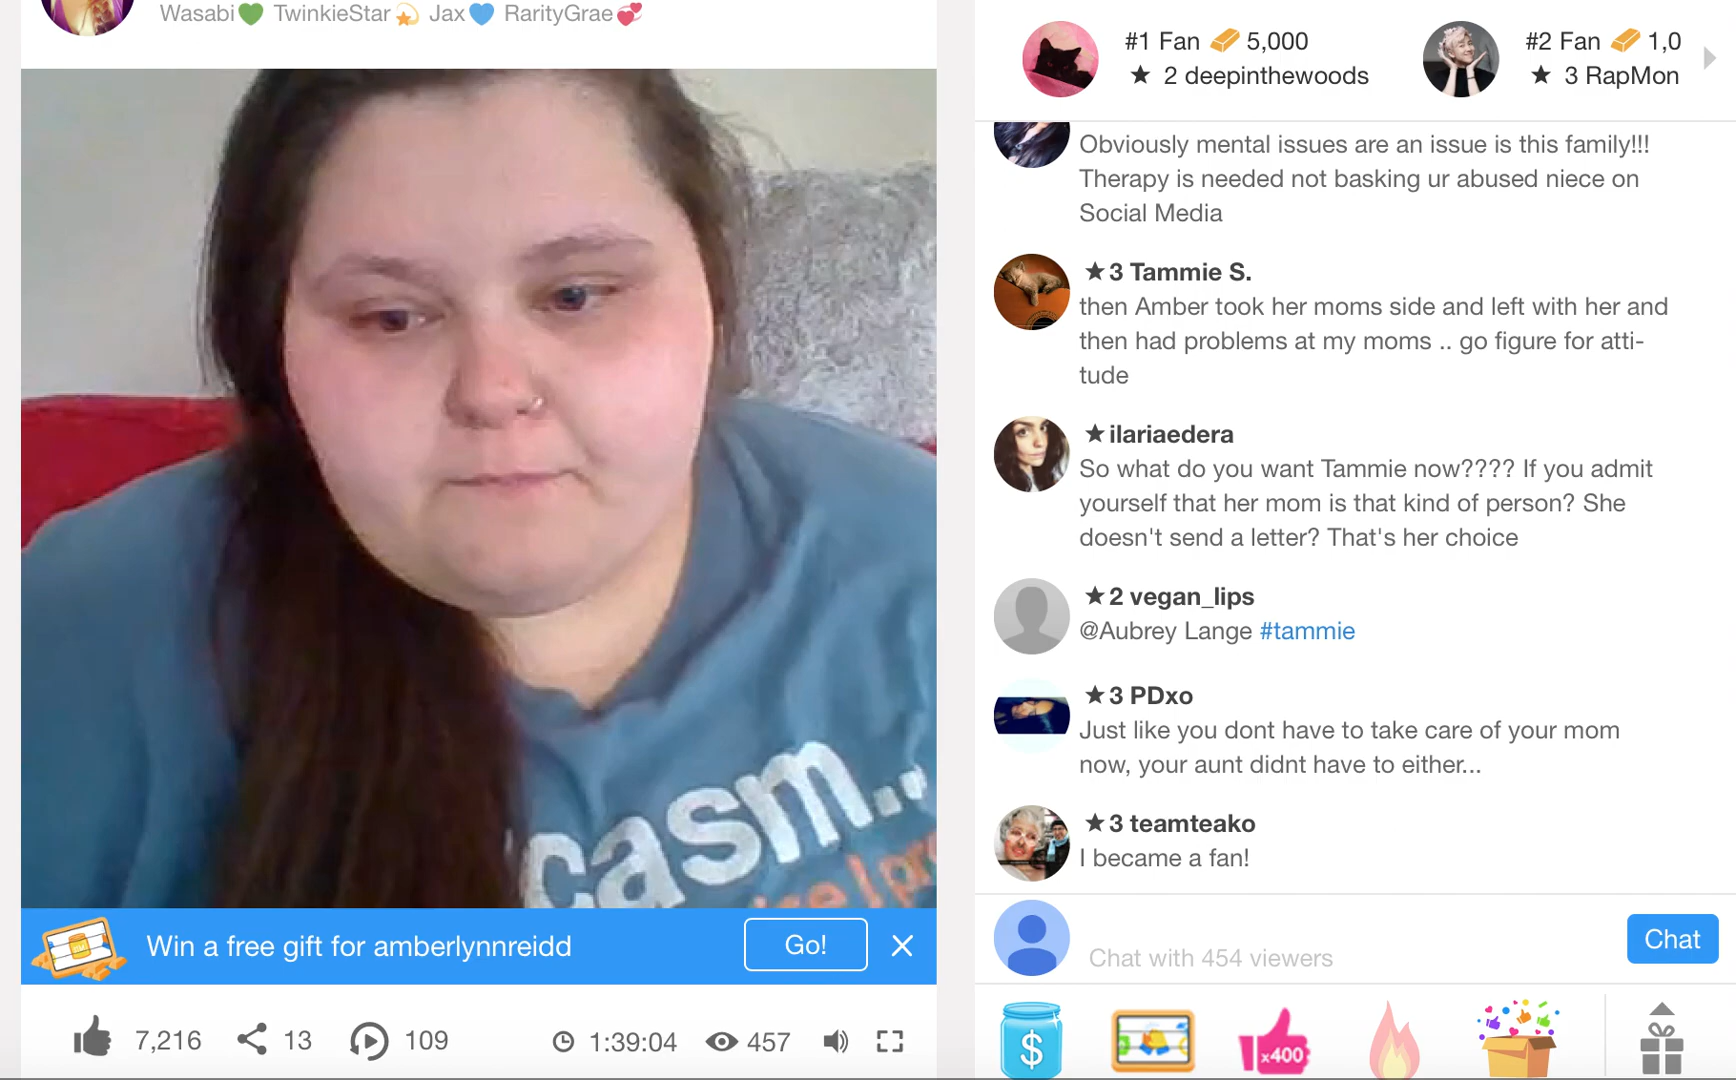 Wasabi💚 TwinkieStar💫 Jax💙 RarityGrae💞
#1 Fan 5,000
★ 2 deepinthewoods
#2 Fan 1,0
★ 3 RapMon
Obviously mental issues are an issue is this family!!!
Therapy is needed not basking ur abused niece on
Social Media
★3 Tammie S.
then Amber took her moms side and left with her and
then had problems at my moms .. go figure for atti-
tude
★ilariaedera
So what do you want Tammie now???? If you admit
yourself that her mom is that kind of person? She
doesn't send a letter? That's her choice
★2 vegan_lips
@Aubrey Lange #tammie
★3 PDxo
Just like you dont have to take care of your mom
now, your aunt didnt have to either...
★3 teamteako
I became a fan!
casm...
Win a free gift for amberlynnreidd
Go!
Chat with 454 viewers
Chat
7,216
13
109
1:39:04
457
$
x400